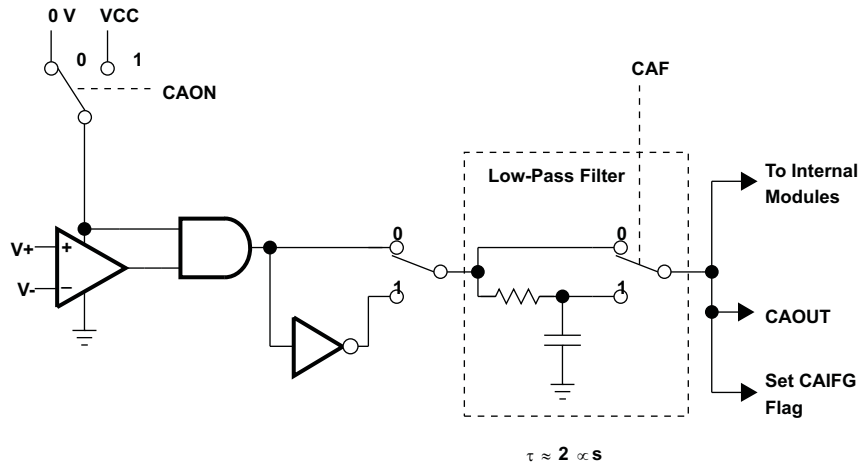 0 V VCC
0 1
CAF
CAON
Low-Pass Filter
To Internal
Modules
0
0
V+
+
V-
−
1
1
CAOUT
Set CAIFG
Flag
τ ≈ 2 ∝s